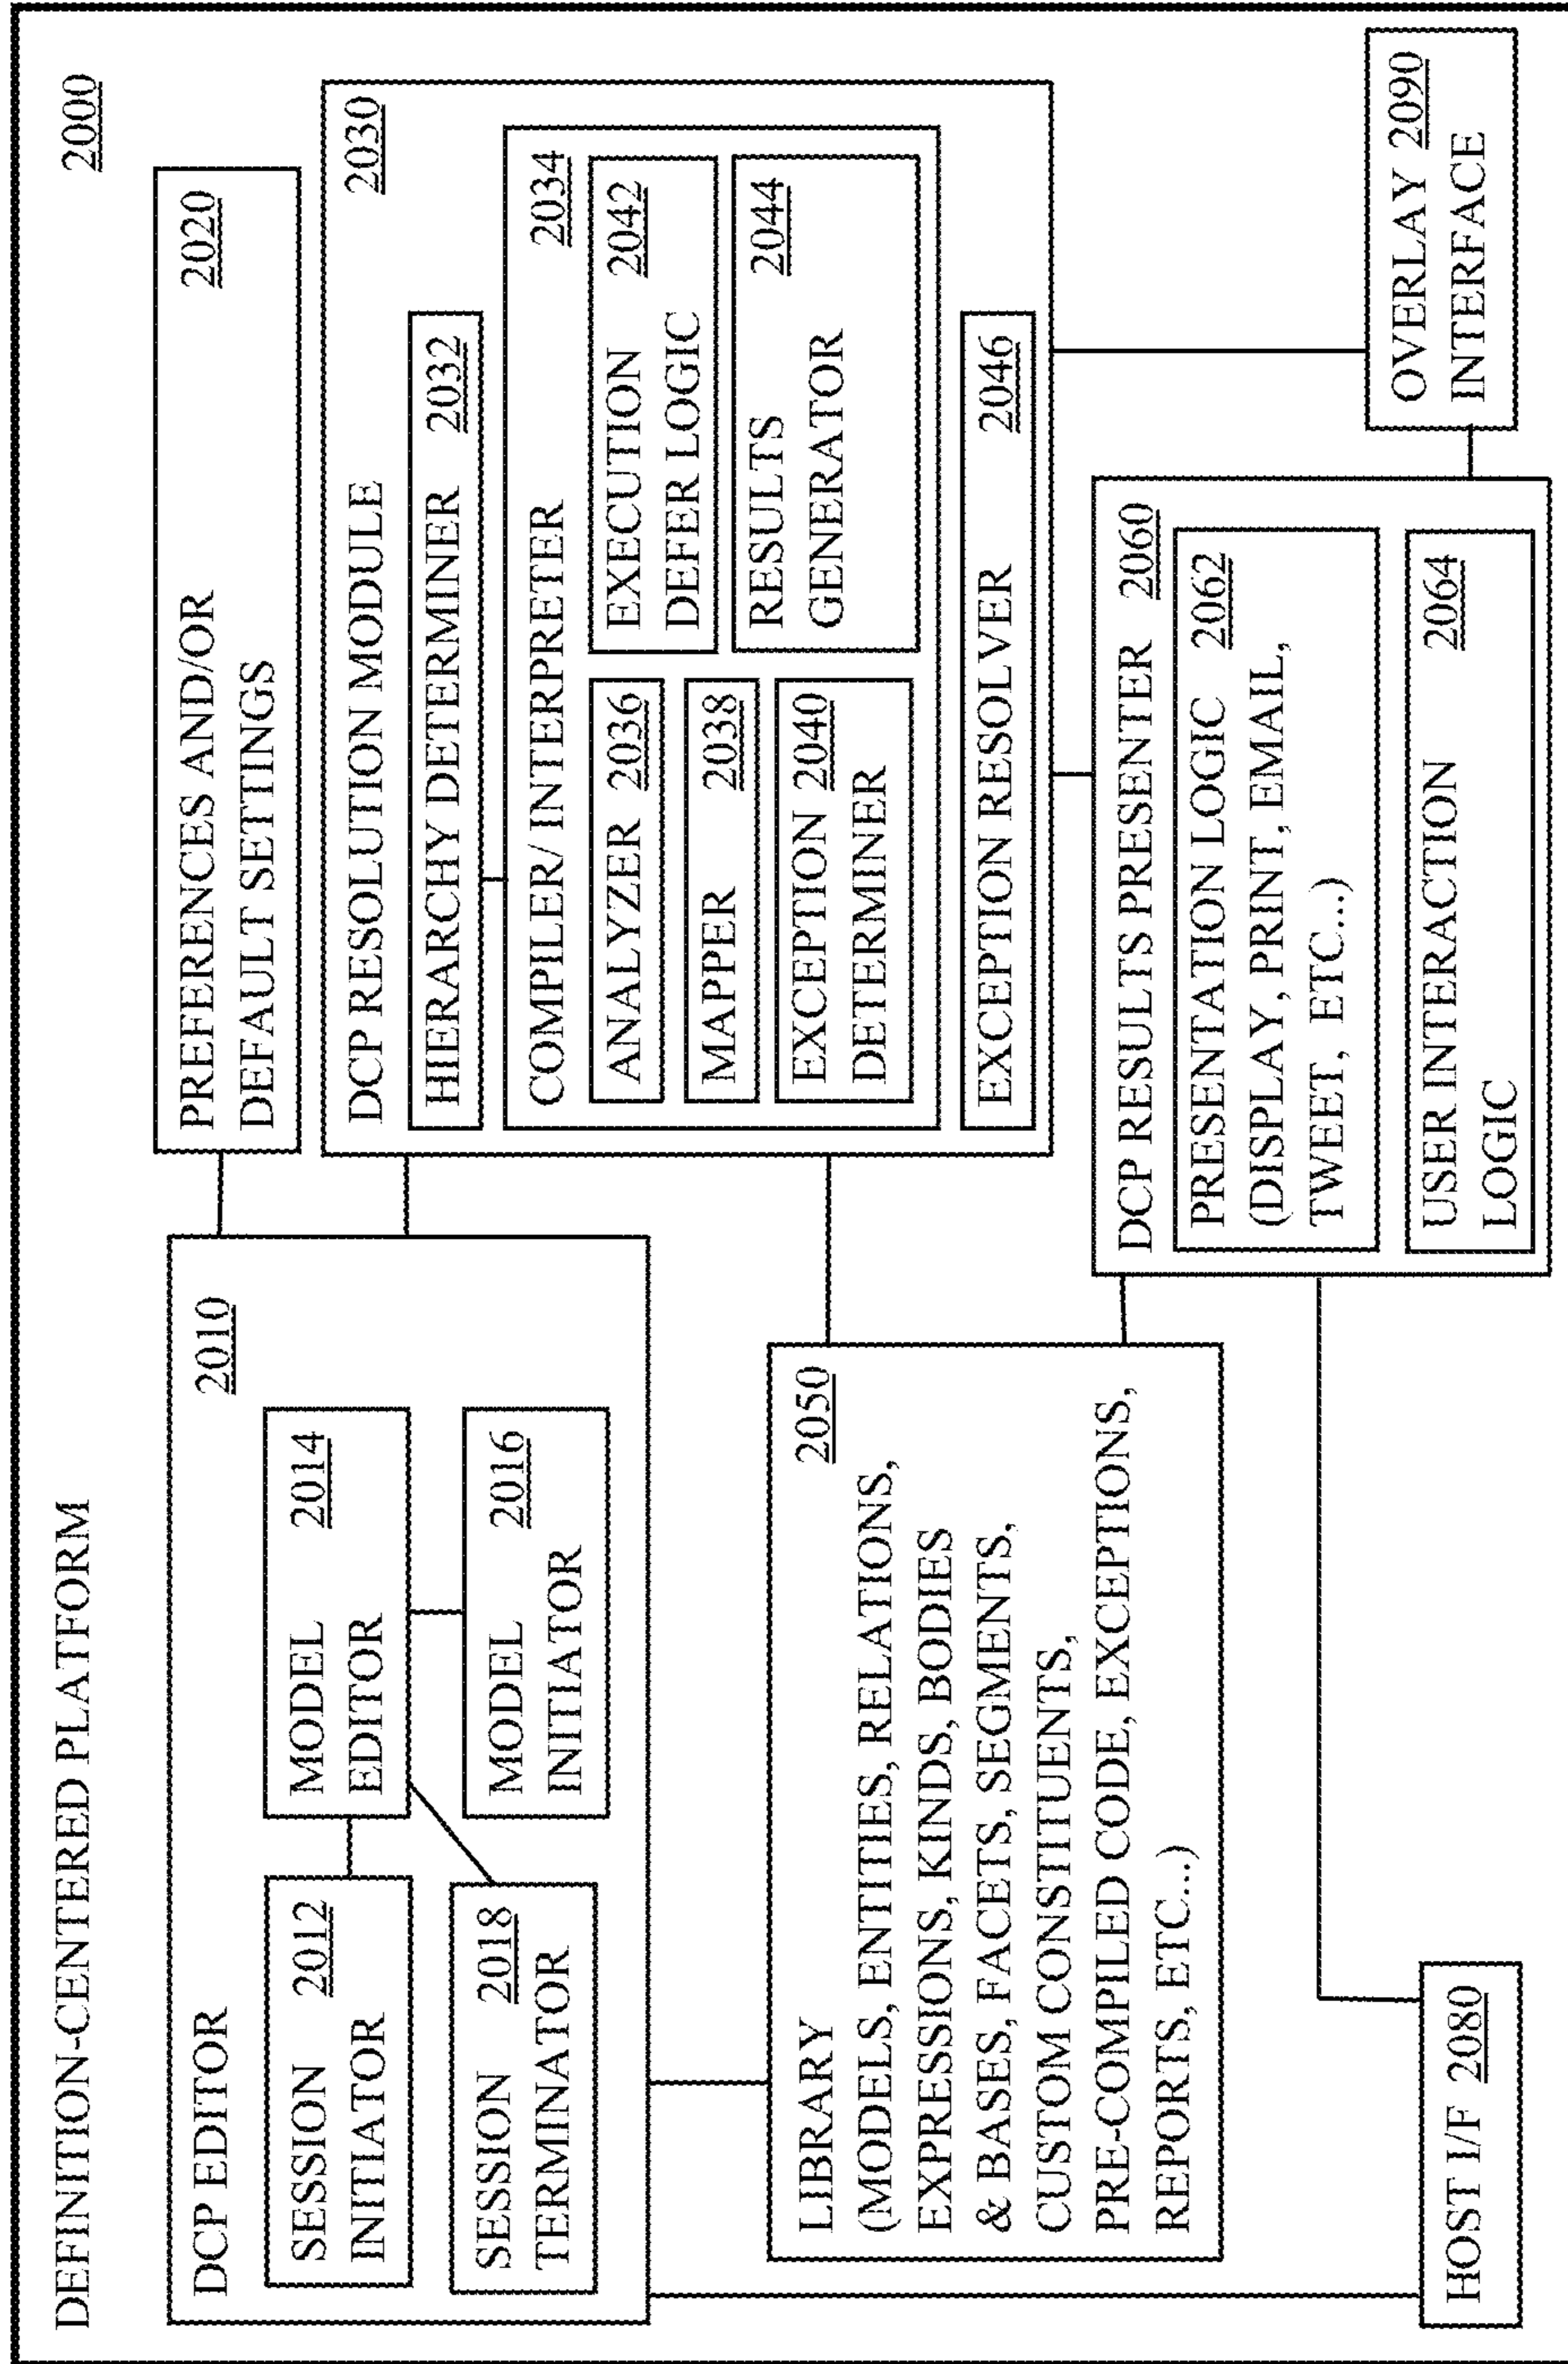 DEFINITION-CENTERED PLATFORM
2000
DCP EDITOR
2010
SESSION 2012
INITIATOR
MODEL 2014
EDITOR
SESSION 2018
TERMINATOR
MODEL 2016
INITIATOR
PREFERENCES AND/OR 2020
DEFAULT SETTINGS
DCP RESOLUTION MODULE 2030
HIERARCHY DETERMINER 2032
COMPILER/ INTERPRETER 2034
ANALYZER 2036
MAPPER 2038
EXCEPTION 2040
DETERMINER
EXECUTION 2042
DEFER LOGIC
RESULTS 2044
GENERATOR
EXCEPTION RESOLVER 2046
LIBRARY 2050
(MODELS, ENTITIES, RELATIONS,
EXPRESSIONS, KINDS, BODIES
& BASES, FACETS, SEGMENTS,
CUSTOM CONSTITUENTS,
PRE-COMPILED CODE, EXCEPTIONS,
REPORTS, ETC...)
DCP RESULTS PRESENTER 2060
PRESENTATION LOGIC 2062
(DISPLAY, PRINT, EMAIL,
TWEET, ETC...)
USER INTERACTION 2064
LOGIC
HOST I/F 2080
OVERLAY 2090
INTERFACE